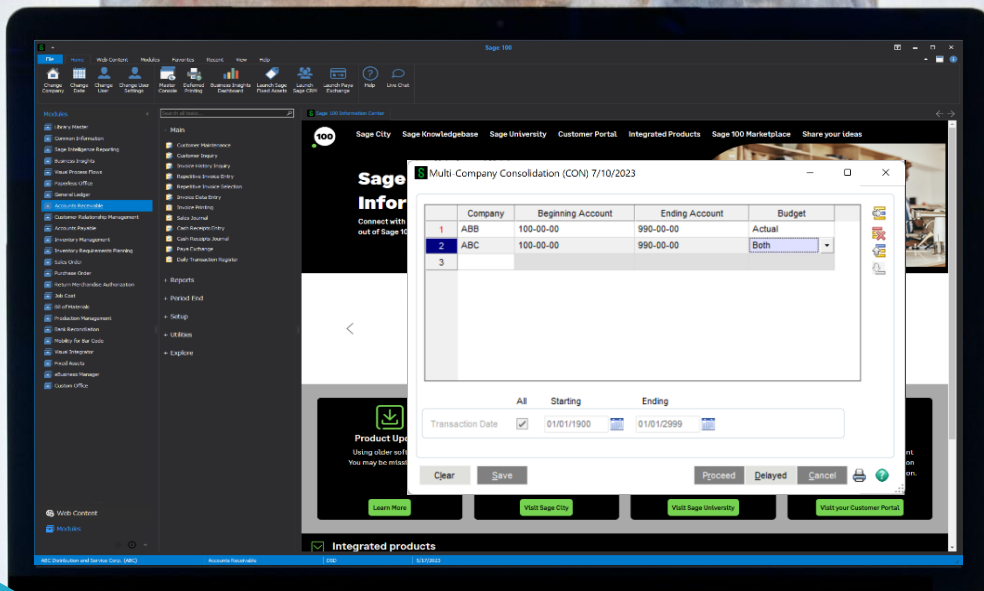 Sage 100
File Home Web Content Modules Favorites Recent View Help
Change Company
Change Date
Change User
Change User Settings
Master Console
Deferred Printing
Business Insights Dashboard
Launch Sage Fixed Assets
Launch Sage CRM
Launch Paya Exchange
Help
Live Chat
Modules
Library Master
Common Information
Sage Intelligence Reporting
Business Insights
Visual Process Flows
Paperless Office
General Ledger
Accounts Receivable
Customer Relationship Management
Accounts Payable
Inventory Management
Inventory Requirements Planning
Sales Order
Purchase Order
Return Merchandise Authorization
Job Cost
Bill of Materials
Production Management
Bank Reconciliation
Mobility for Bar Code
Visual Integrator
Fixed Assets
eBusiness Manager
Custom Office
Web Content
Modules
Search all tasks...
Main
Customer Maintenance
Customer Inquiry
Invoice History Inquiry
Repetitive Invoice Entry
Repetitive Invoice Selection
Invoice Data Entry
Invoice Printing
Sales Journal
Cash Receipts Entry
Cash Receipts Journal
Paya Exchange
Daily Transaction Register
+ Reports
+ Period End
+ Setup
+ Utilities
+ Explore
Sage 100 Information Center
100 Sage City Sage Knowledgebase Sage University Customer Portal Integrated Products Sage 100 Marketplace Share your ideas
Sage
Infor
Connect with
out of Sage 10
S Multi-Company Consolidation (CON) 7/10/2023
Company Beginning Account Ending Account Budget
1 ABB 100-00-00 990-00-00 Actual
2 ABC 100-00-00 990-00-00 Both
3
All Starting Ending
Transaction Date 01/01/1900 01/01/2999
Clear Save Proceed Delayed Cancel
Product Upd
Using older soft
You may be missi
nt
on
on.
Learn More
Visit Sage City
Visit Sage University
Visit your Customer Portal
Integrated products
ABC Distribution and Service Corp. (ABC) Accounts Receivable COD 5/17/2023